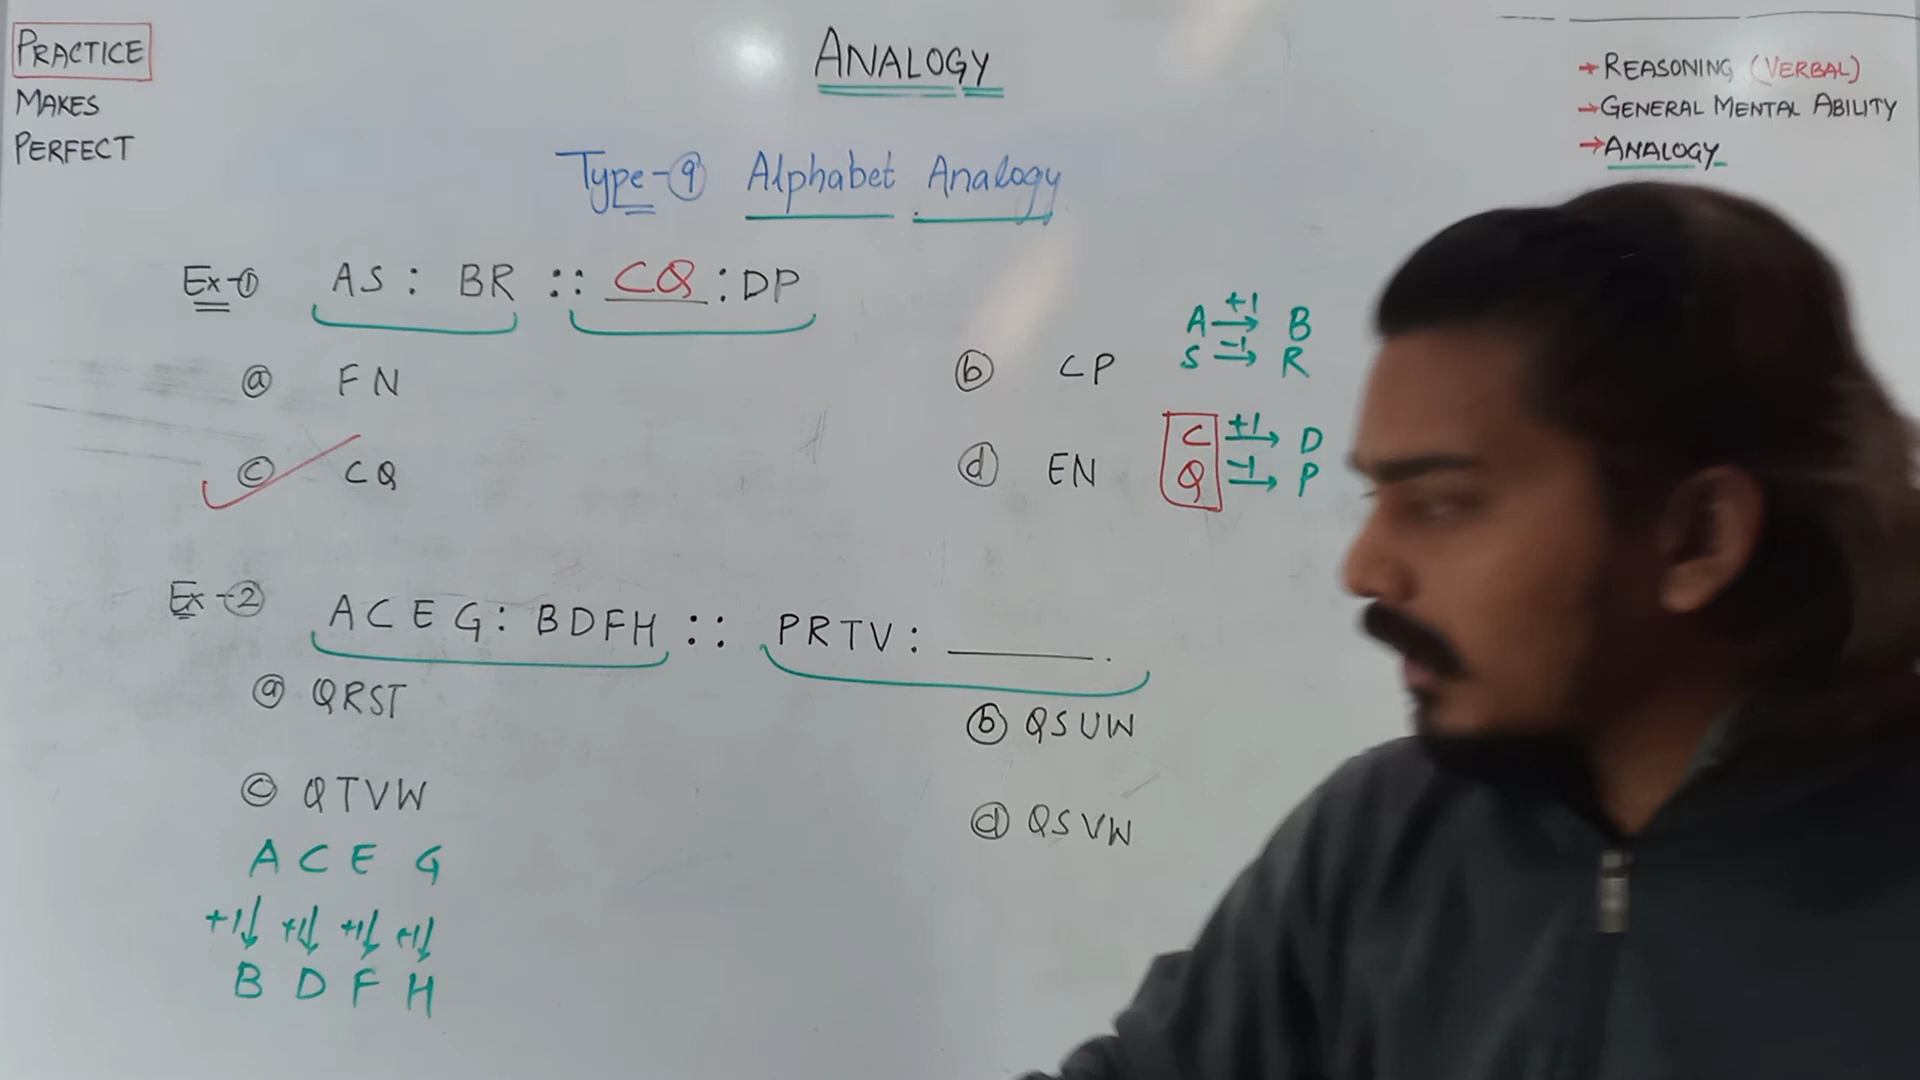 PRACTICE
MAKES
PERFECT
ANALOGY
→ REASONING (VERBAL)
→ GENERAL MENTAL ABILITY
→ ANALOGY
Type-⑨ Alphabet Analogy
Ex-① AS : BR :: CQ : DP
ⓐ FN
ⓑ CP
ⓒ CQ
ⓓ EN
A +1→ B
S -1→ R
C +1→ D
Q -1→ P
Ex-② ACEG : BDFH :: PRTV : ______.
ⓐ QRST
ⓑ QSUW
ⓒ QTVW
ⓓ QSVW
A C E G
+1↓ +1↓ +1↓ +1↓
B D F H